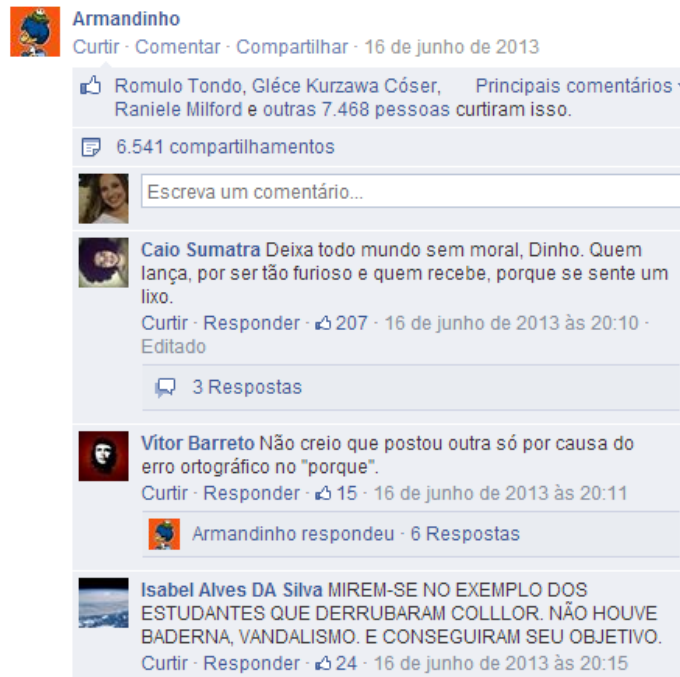 Armandinho
Curtir · Comentar · Compartilhar · 16 de junho de 2013
Romulo Tondo, Gléce Kurzawa Cóser, Principais comentários
Raniele Milford e outras 7.468 pessoas curtiram isso.
6.541 compartilhamentos
Escreva um comentário...
Caio Sumatra Deixa todo mundo sem moral, Dinho. Quem
lança, por ser tão furioso e quem recebe, porque se sente um
lixo.
Curtir · Responder · 207 · 16 de junho de 2013 às 20:10 ·
Editado
3 Respostas
Vitor Barreto Não creio que postou outra só por causa do
erro ortográfico no "porque".
Curtir · Responder · 15 · 16 de junho de 2013 às 20:11
Armandinho respondeu · 6 Respostas
Isabel Alves DA Silva MIREM-SE NO EXEMPLO DOS
ESTUDANTES QUE DERRUBARAM COLLLOR. NÃO HOUVE
BADERNA, VANDALISMO. E CONSEGUIRAM SEU OBJETIVO.
Curtir · Responder · 24 · 16 de junho de 2013 às 20:15